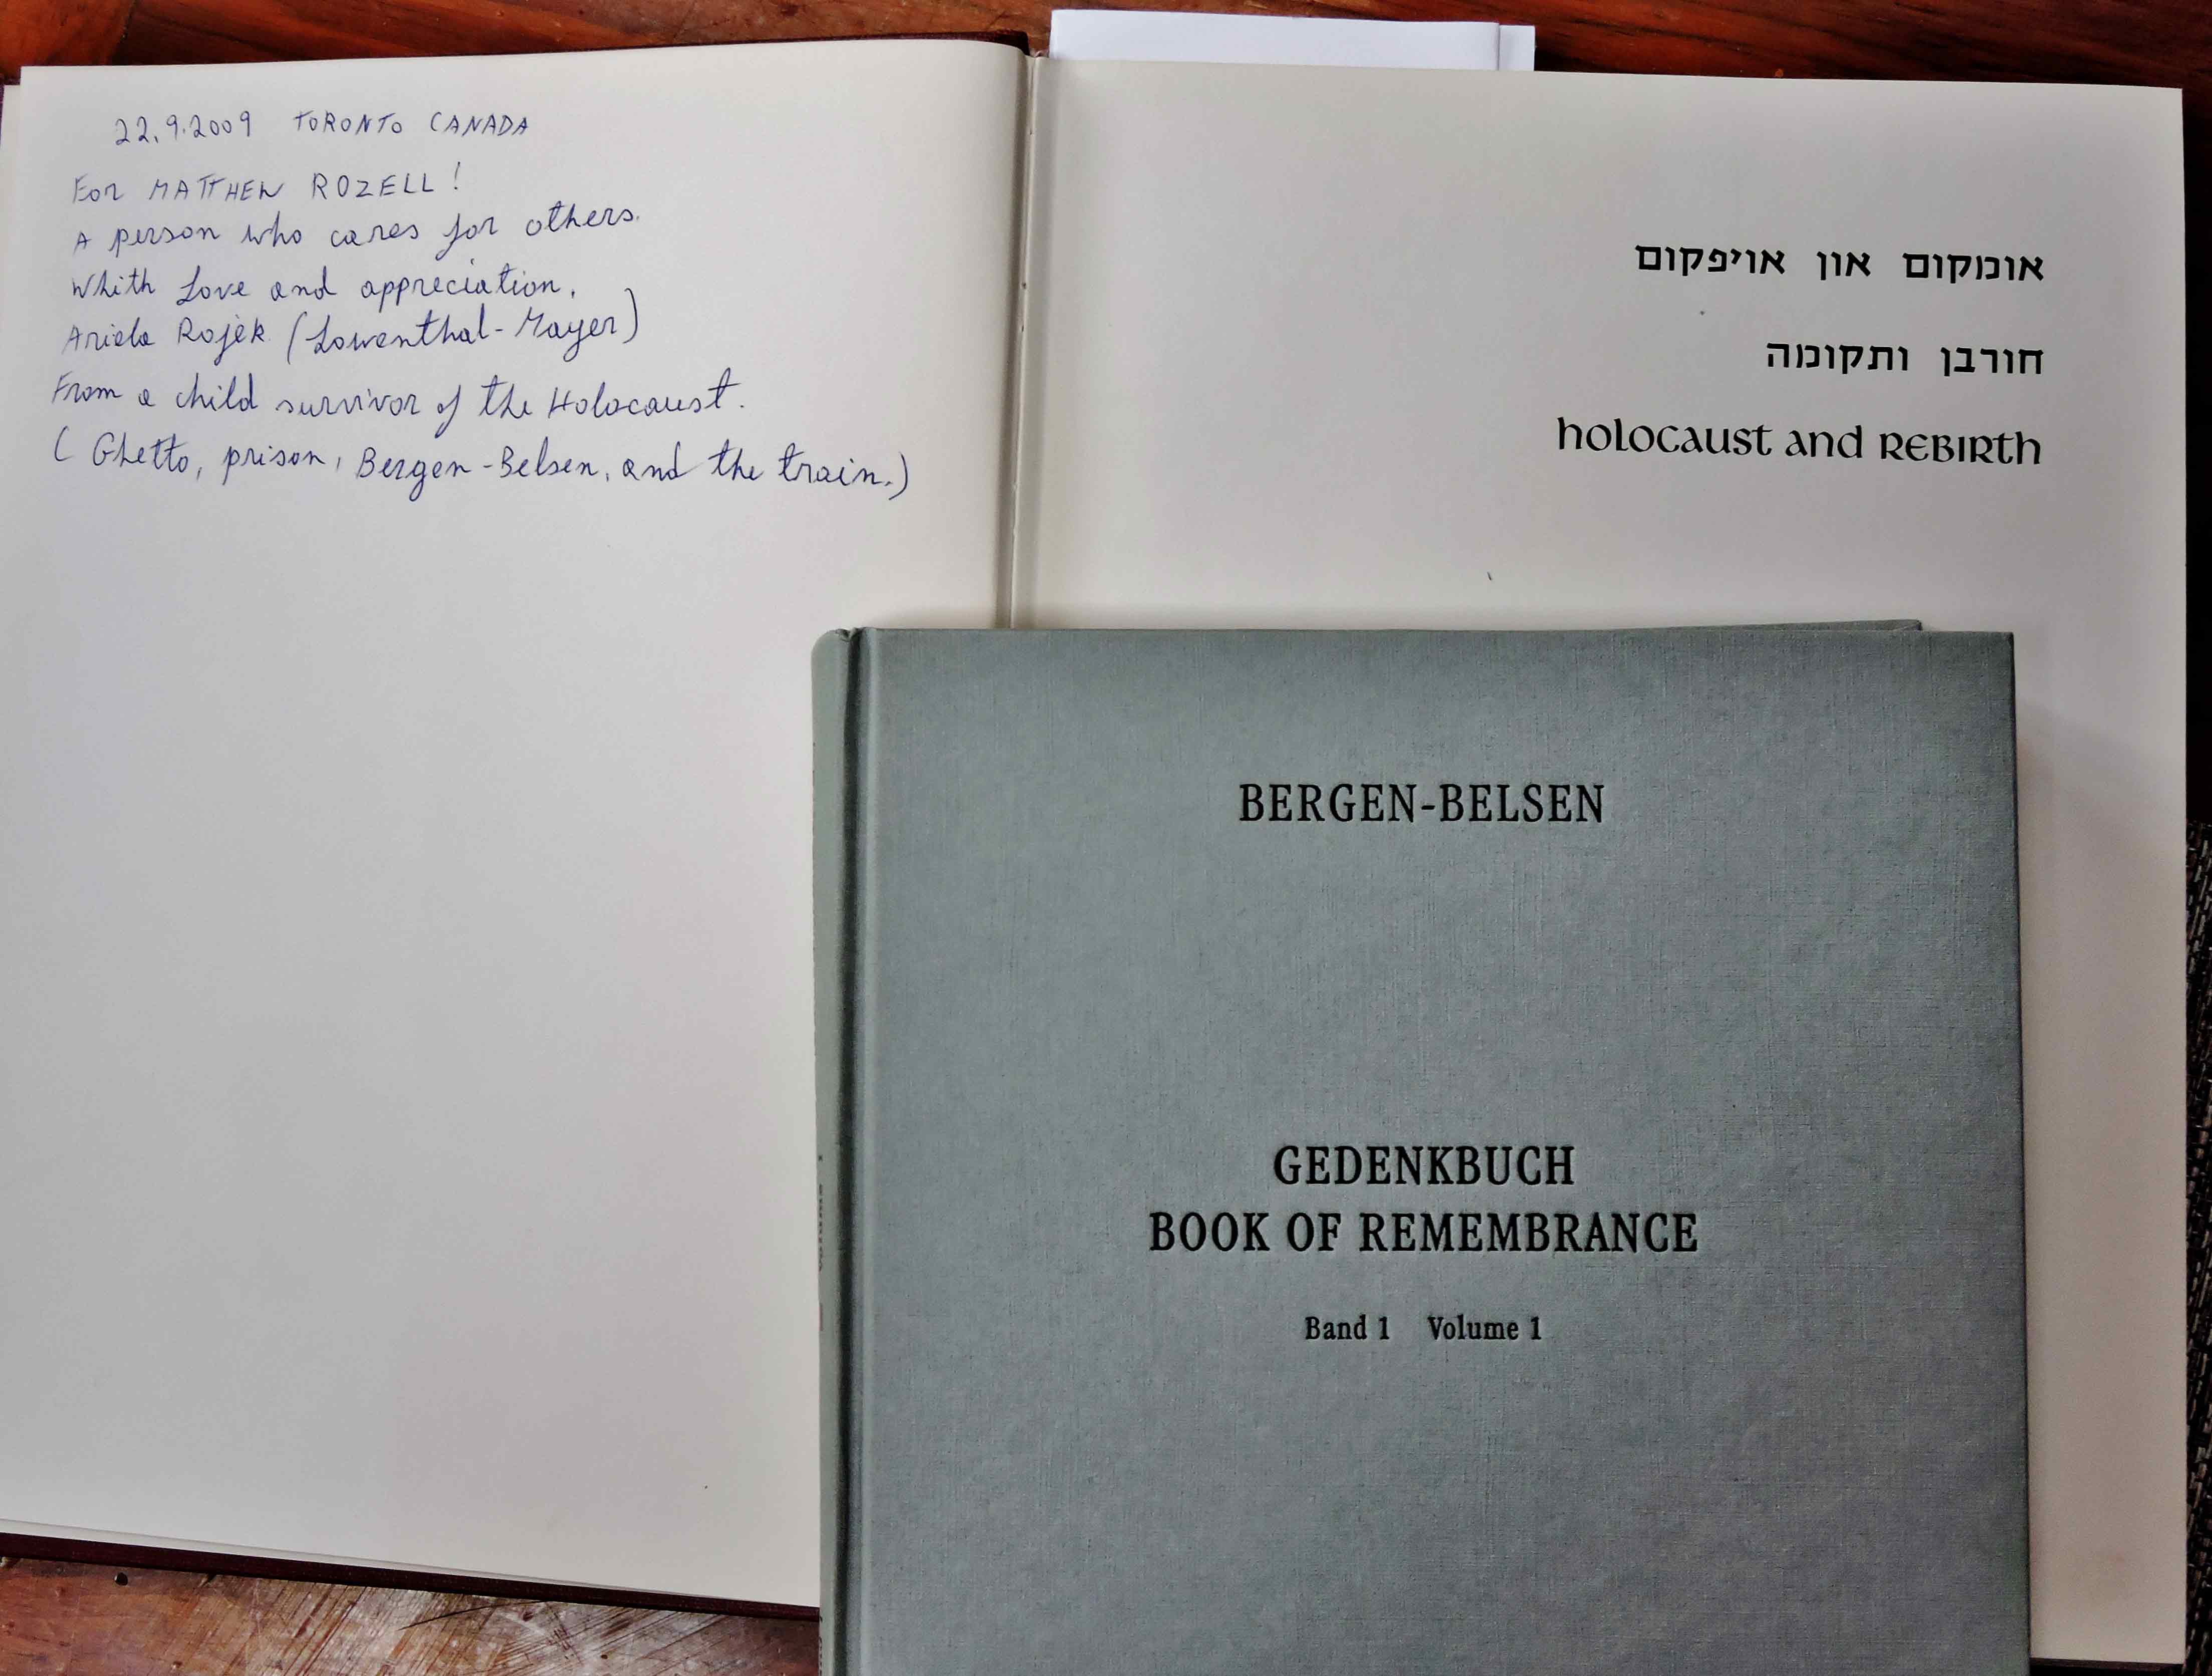 22.9.2009 TORONTO CANADA
For MATTHEW ROZELL!
A person who cares for others.
Whith Love and appreciation.
Ariela Rojek (Lowenthal-Mayer)
From a child survivor of the Holocaust.
(Ghetto, prison, Bergen-Belsen, and the train.)
אומקום און אויפקום
חורבן ותקומה
holocaust and REBIRth
BERGEN-BELSEN
GEDENKBUCH
BOOK OF REMEMBRANCE
Band 1 Volume 1